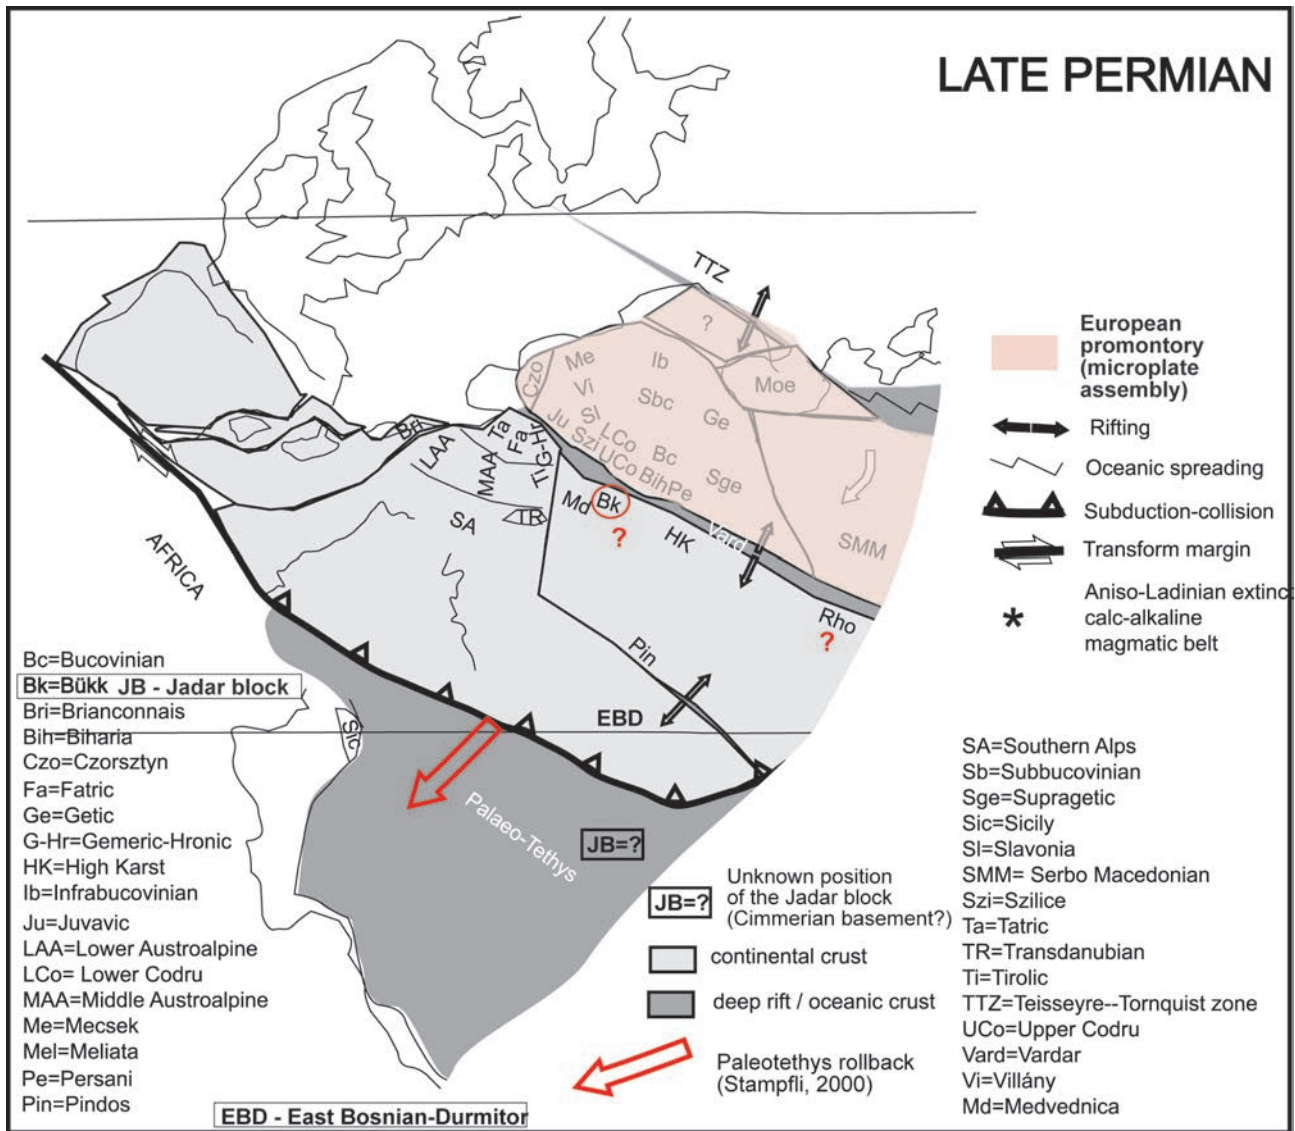 LATE PERMIAN
TTZ
?
Moe
Czo
Me
Ib
Vi
Sbc
Sl
Ge
Ju
Szi
LCo
UCo
Bc
Bih
Pe
Sge
SMM
Bri
LAA
Ta
Fa
MAA
Ti
G-Hr
SA
TR
Md
Bk
?
HK
Vard
Rho
?
Pin
EBD
AFRICA
Sic
Palaeo-Tethys
JB=?
European
promontory
(microplate
assembly)
Rifting
Oceanic spreading
Subduction-collision
Transform margin
*
Aniso-Ladinian extinc
calc-alkaline
magmatic belt
Bc=Bucovinian
Bk=Bükk JB - Jadar block
Bri=Brianconnais
Bih=Biharia
Czo=Czorsztyn
Fa=Fatric
Ge=Getic
G-Hr=Gemeric-Hronic
HK=High Karst
Ib=Infrabucovinian
Ju=Juvavic
LAA=Lower Austroalpine
LCo= Lower Codru
MAA=Middle Austroalpine
Me=Mecsek
Mel=Meliata
Pe=Persani
Pin=Pindos
EBD - East Bosnian-Durmitor
JB=?
Unknown position
of the Jadar block
(Cimmerian basement?)
continental crust
deep rift / oceanic crust
Paleotethys rollback
(Stampfli, 2000)
SA=Southern Alps
Sb=Subbucovinian
Sge=Supragetic
Sic=Sicily
Sl=Slavonia
SMM= Serbo Macedonian
Szi=Szilice
Ta=Tatric
TR=Transdanubian
Ti=Tirolic
TTZ=Teisseyre--Tornquist zone
UCo=Upper Codru
Vard=Vardar
Vi=Villány
Md=Medvednica